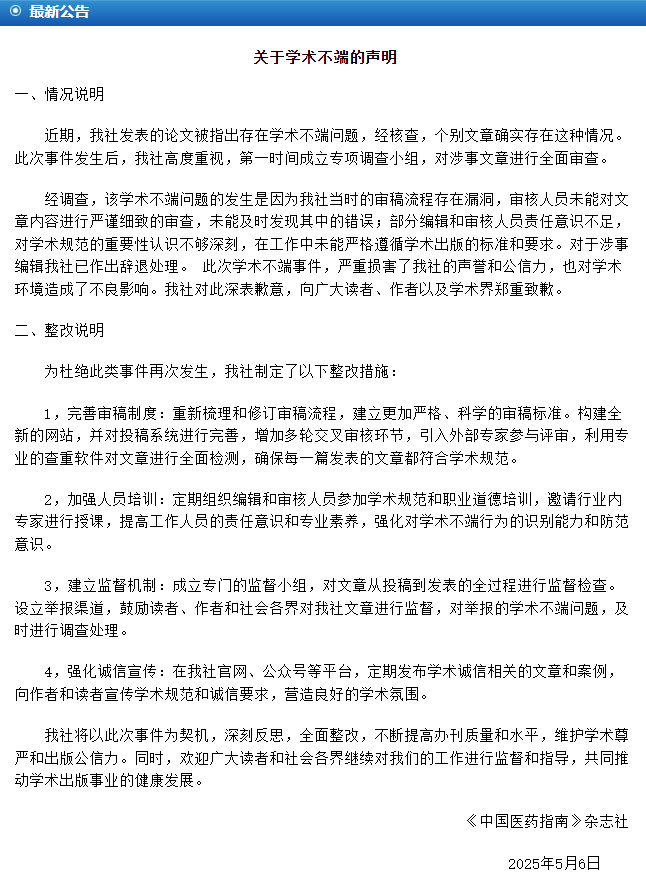 最新公告
关于学术不端的声明
一、情况说明
近期，我社发表的论文被指出存在学术不端问题，经核查，个别文章确实存在这种情况。
此次事件发生后，我社高度重视，第一时间成立专项调查小组，对涉事文章进行全面审查。
经调查，该学术不端问题的发生是因为我社当时的审稿流程存在漏洞，审核人员未能对文
章内容进行严谨细致的审查，未能及时发现其中的错误；部分编辑和审核人员责任意识不足，
对学术规范的重要性认识不够深刻，在工作中未能严格遵循学术出版的标准和要求。对于涉事
编辑我社已作出辞退处理。 此次学术不端事件，严重损害了我社的声誉和公信力，也对学术
环境造成了不良影响。我社对此深表歉意，向广大读者、作者以及学术界郑重致歉。
二、整改说明
为杜绝此类事件再次发生，我社制定了以下整改措施：
1，完善审稿制度：重新梳理和修订审稿流程，建立更加严格、科学的审稿标准。构建全
新的网站，并对投稿系统进行完善，增加多轮交叉审核环节，引入外部专家参与评审，利用专
业的查重软件对文章进行全面检测，确保每一篇发表的文章都符合学术规范。
2，加强人员培训：定期组织编辑和审核人员参加学术规范和职业道德培训，邀请行业内
专家进行授课，提高工作人员的责任意识和专业素养，强化对学术不端行为的识别能力和防范
意识。
3，建立监督机制：成立专门的监督小组，对文章从投稿到发表的全过程进行监督检查。
设立举报渠道，鼓励读者、作者和社会各界对我社文章进行监督，对举报的学术不端问题，及
时进行调查处理。
4，强化诚信宣传：在我社官网、公众号等平台，定期发布学术诚信相关的文章和案例，
向作者和读者宣传学术规范和诚信要求，营造良好的学术氛围。
我社将以此次事件为契机，深刻反思，全面整改，不断提高办刊质量和水平，维护学术尊
严和出版公信力。同时，欢迎广大读者和社会各界继续对我们的工作进行监督和指导，共同推
动学术出版事业的健康发展。
《中国医药指南》杂志社
2025年5月6日